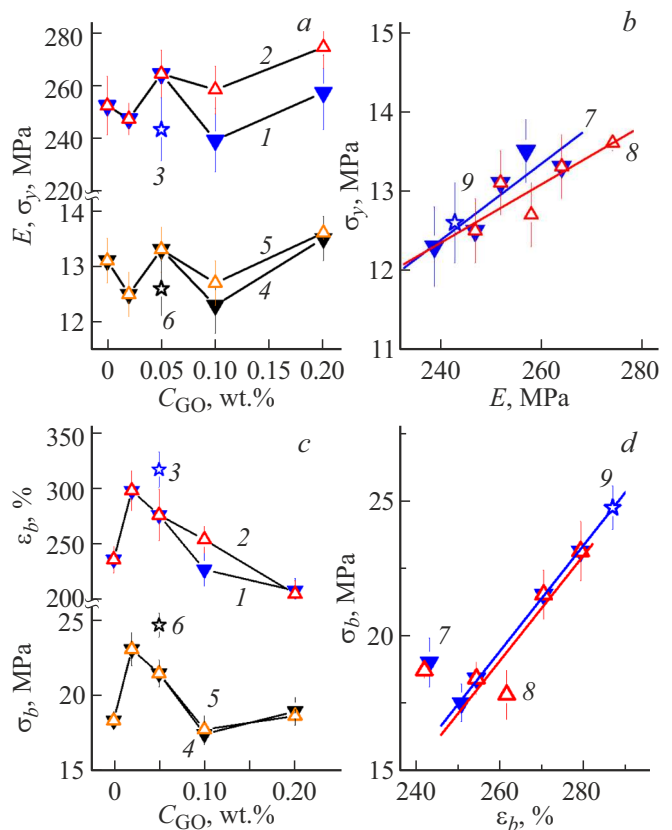 a
280
260
240
220
14
13
12
E, σy, MPa
0 0.05 0.10 0.20
CGO, wt.%
2
1
3
5
4
6
b
15
14
13
12
11
σy, MPa
240 260 280
E, MPa
7
8
9
c
350
300
250
200
25
20
15
εb, %
σb, MPa
0 0.05 0.10 0.20
CGO, wt.%
3
2
1
6
5
4
d
25
20
15
σb, MPa
240 260 280
εb, %
9
7
8